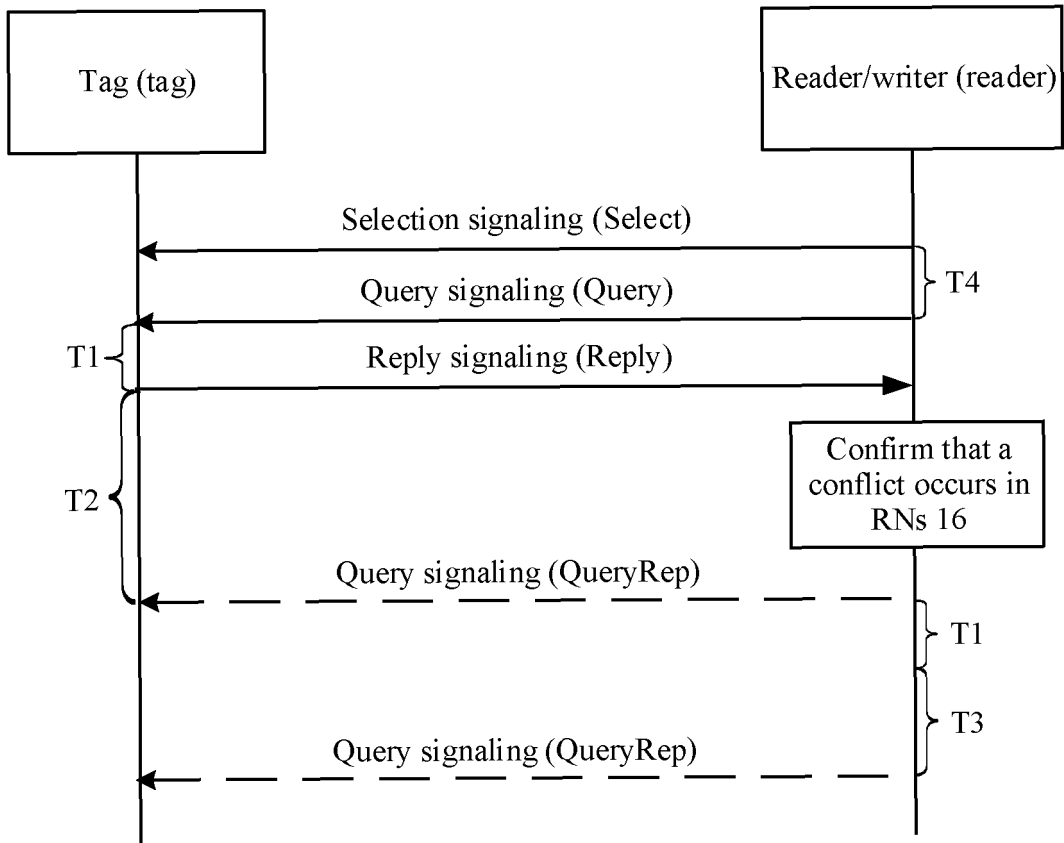 Tag (tag)
Reader/writer (reader)
Selection signaling (Select)
T4
Query signaling (Query)
T1
Reply signaling (Reply)
Confirm that a
conflict occurs in
RNs 16
T2
Query signaling (QueryRep)
T1
T3
Query signaling (QueryRep)